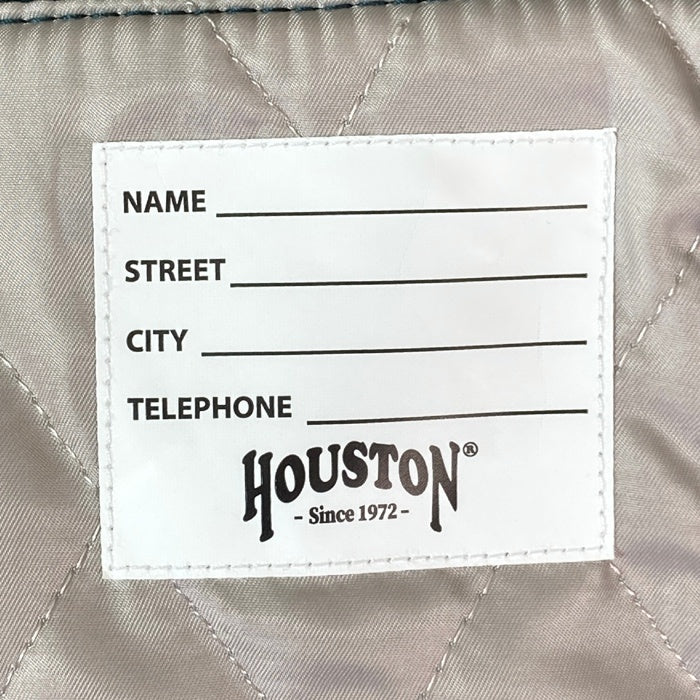 NAME
STREET
CITY
TELEPHONE
HOUSTON®
- Since 1972 -